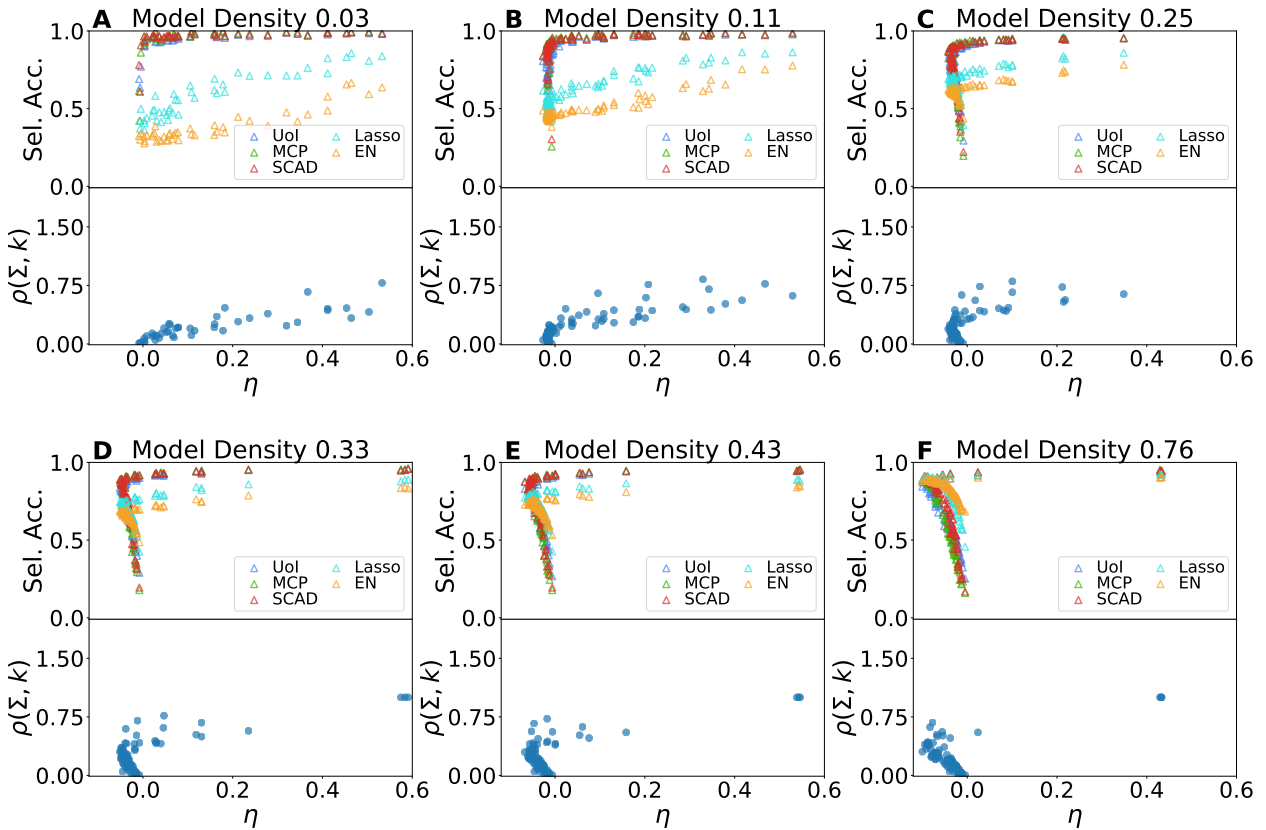 A Model Density 0.03
1.0
0.5
0.0
Sel. Acc.
UoI Lasso
MCP EN
SCAD
1.50
0.75
0.00
ρ(Σ, k)
0.0 0.2 0.4 0.6
η
B Model Density 0.11
1.0
0.5
0.0
Sel. Acc.
UoI Lasso
MCP EN
SCAD
1.50
0.75
0.00
ρ(Σ, k)
0.0 0.2 0.4 0.6
η
C Model Density 0.25
1.0
0.5
0.0
Sel. Acc.
UoI Lasso
MCP EN
SCAD
1.50
0.75
0.00
ρ(Σ, k)
0.0 0.2 0.4 0.6
η
D Model Density 0.33
1.0
0.5
0.0
Sel. Acc.
UoI Lasso
MCP EN
SCAD
1.50
0.75
0.00
ρ(Σ, k)
0.0 0.2 0.4 0.6
η
E Model Density 0.43
1.0
0.5
0.0
Sel. Acc.
UoI Lasso
MCP EN
SCAD
1.50
0.75
0.00
ρ(Σ, k)
0.0 0.2 0.4 0.6
η
F Model Density 0.76
1.0
0.5
0.0
Sel. Acc.
UoI Lasso
MCP EN
SCAD
1.50
0.75
0.00
ρ(Σ, k)
0.0 0.2 0.4 0.6
η